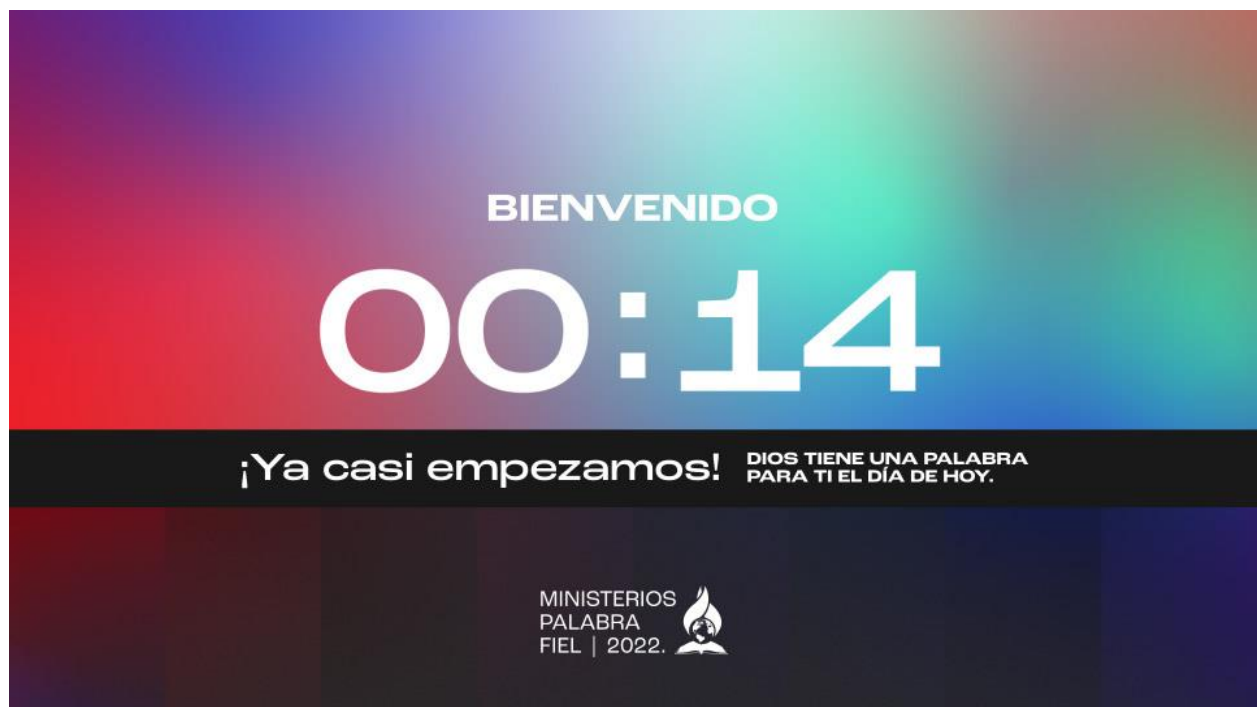 BIENVENIDO
00:14
¡Ya casi empezamos!
DIOS TIENE UNA PALABRA
PARA TI EL DÍA DE HOY.
MINISTERIOS
PALABRA
FIEL | 2022.